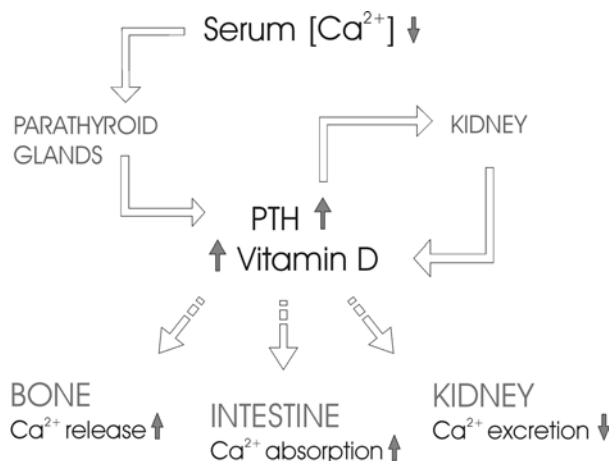 Serum [Ca²⁺]
PARATHYROID
GLANDS
KIDNEY
PTH
Vitamin D
BONE
Ca²⁺ release
INTESTINE
Ca²⁺ absorption
KIDNEY
Ca²⁺ excretion